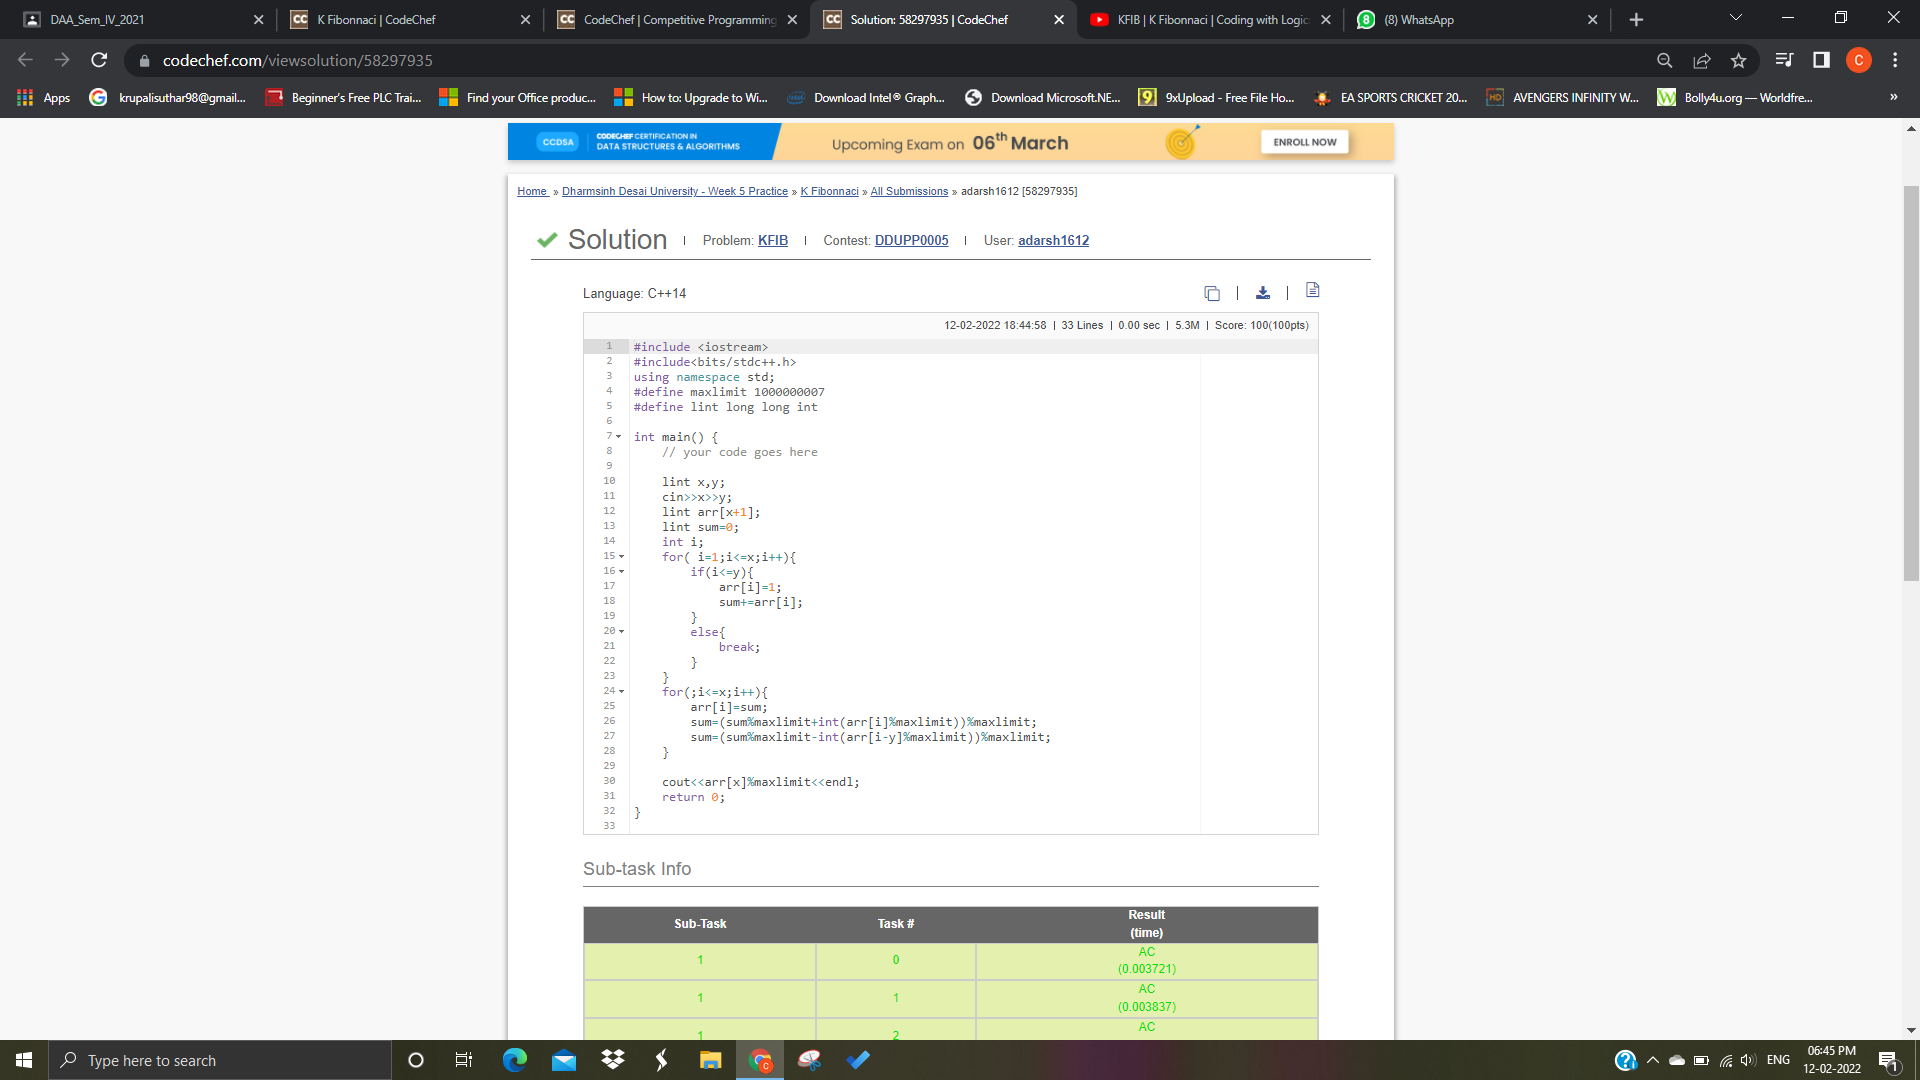 DAA_Sem_IV_2021
K Fibonnaci | CodeChef
CodeChef | Competitive Programming
Solution: 58297935 | CodeChef
KFIB | K Fibonnaci | Coding with Logic
(8) WhatsApp
codechef.com/viewsolution/58297935
C
Apps
krupalisuthar98@gmail...
Beginner's Free PLC Trai...
Find your Office produc...
How to: Upgrade to Wi...
Download Intel® Graph...
Download Microsoft.NE...
9xUpload - Free File Ho...
EA SPORTS CRICKET 20...
AVENGERS INFINITY W...
Bolly4u.org — Worldfre...
»
CCDSA
CODECHEF CERTIFICATION IN
DATA STRUCTURES & ALGORITHMS
Upcoming Exam on 06th March
ENROLL NOW
Home » Dharmsinh Desai University - Week 5 Practice » K Fibonnaci » All Submissions » adarsh1612 [58297935]
Solution | Problem: KFIB | Contest: DDUPP0005 | User: adarsh1612
Language: C++14
12-02-2022 18:44:58 | 33 Lines | 0.00 sec | 5.3M | Score: 100(100pts)
1 #include <iostream>
2 #include<bits/stdc++.h>
3 using namespace std;
4 #define maxlimit 1000000007
5 #define lint long long int
6
7 int main() {
8 // your code goes here
9
10 lint x,y;
11 cin>>x>>y;
12 lint arr[x+1];
13 lint sum=0;
14 int i;
15 for( i=1;i<=x;i++){
16 if(i<=y){
17 arr[i]=1;
18 sum+=arr[i];
19 }
20 else{
21 break;
22 }
23 }
24 for(;i<=x;i++){
25 arr[i]=sum;
26 sum=(sum%maxlimit+int(arr[i]%maxlimit))%maxlimit;
27 sum=(sum%maxlimit-int(arr[i-y]%maxlimit))%maxlimit;
28 }
29
30 cout<<arr[x]%maxlimit<<endl;
31 return 0;
32 }
33
Sub-task Info
Sub-Task Task # Result
(time)
1 0 AC
(0.003721)
1 1 AC
(0.003837)
1 2 AC
Type here to search
ENG
06:45 PM
12-02-2022
1